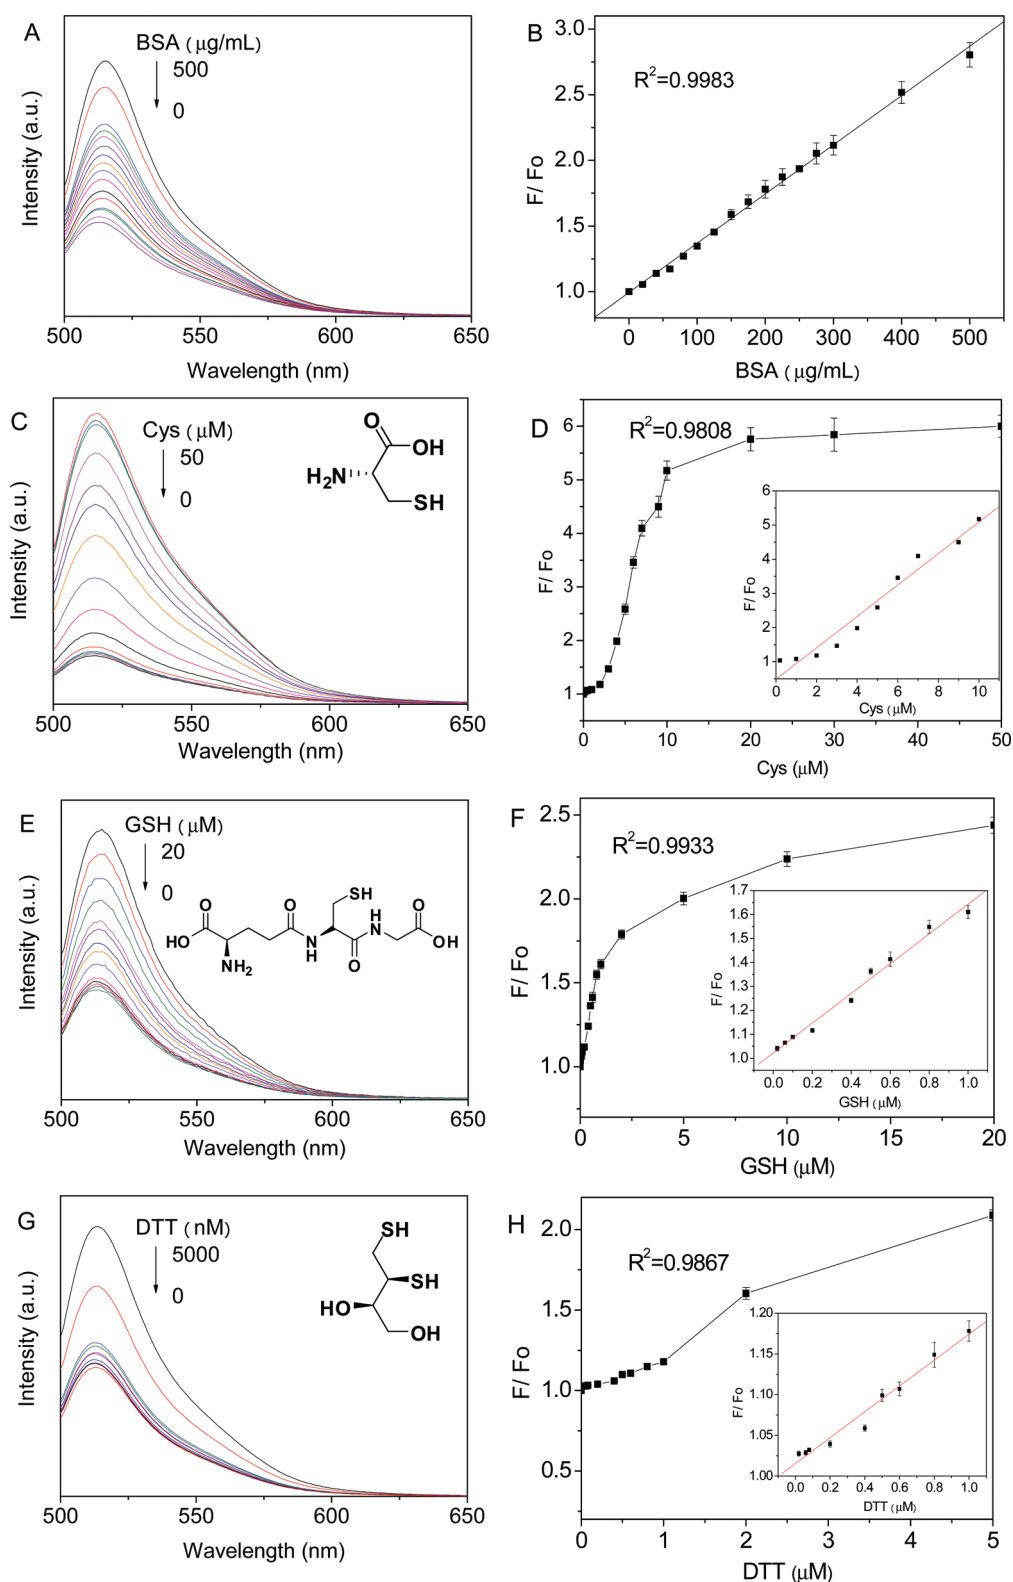 A
BSA ( μg/mL)
500
0
Intensity (a.u.)
500 550 600 650
Wavelength (nm)
B
R²=0.9983
3.0
2.5
2.0
1.5
1.0
F/ Fo
0 100 200 300 400 500
BSA ( μg/mL)
C
Cys (μM)
50
0
O
OH
H₂N
SH
Intensity (a.u.)
500 550 600 650
Wavelength (nm)
D
R²=0.9808
6
5
4
3
2
1
F/ Fo
0 10 20 30 40 50
Cys (μM)
6
5
4
3
2
1
F/ Fo
0 2 4 6 8 10
Cys (μM)
E
GSH (μM)
20
0
SH
O O H O
HO N OH
N
H
NH₂ O
Intensity (a.u.)
500 550 600 650
Wavelength (nm)
F
R²=0.9933
2.5
2.0
1.5
1.0
F/ Fo
0 5 10 15 20
GSH (μM)
1.7
1.6
1.5
1.4
1.3
1.2
1.1
1.0
F/ Fo
0.0 0.2 0.4 0.6 0.8 1.0
GSH (μM)
G
DTT ( nM)
5000
0
SH
SH
HO
OH
Intensity (a.u.)
500 550 600 650
Wavelength (nm)
H
R²=0.9867
2.0
1.5
1.0
0.5
F/ Fo
0 1 2 3 4 5
DTT (μM)
1.20
1.15
1.10
1.05
1.00
F/ Fo
0.0 0.2 0.4 0.6 0.8 1.0
DTT (μM)